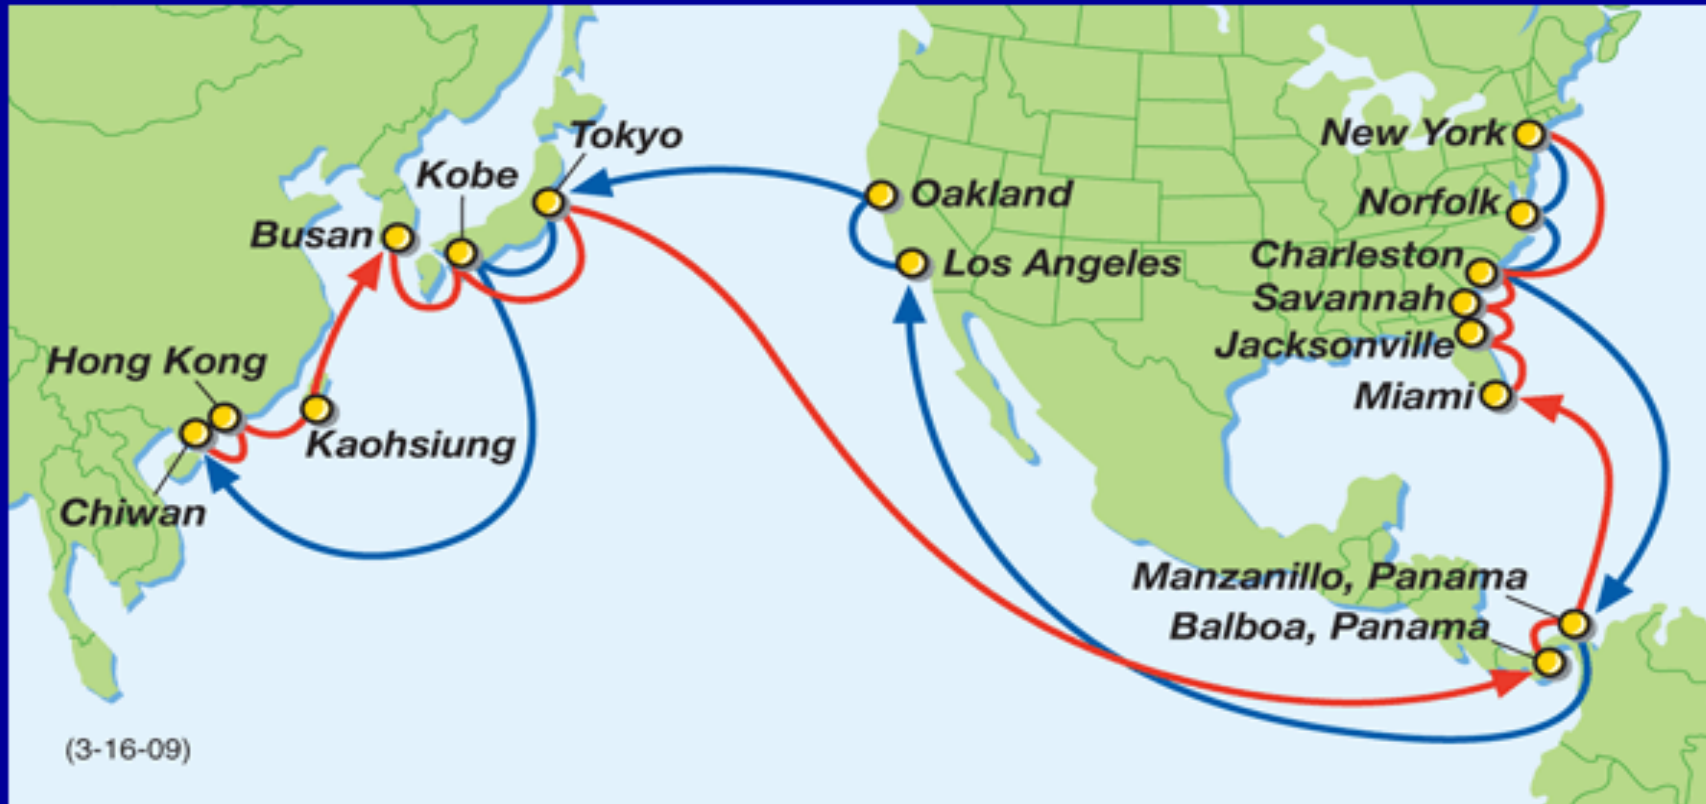 Tokyo
New York
Kobe
Oakland
Norfolk
Busan
Los Angeles
Charleston
Savannah
Jacksonville
Hong Kong
Miami
Kaohsiung
Chiwan
Manzanillo, Panama
Balboa, Panama
(3-16-09)